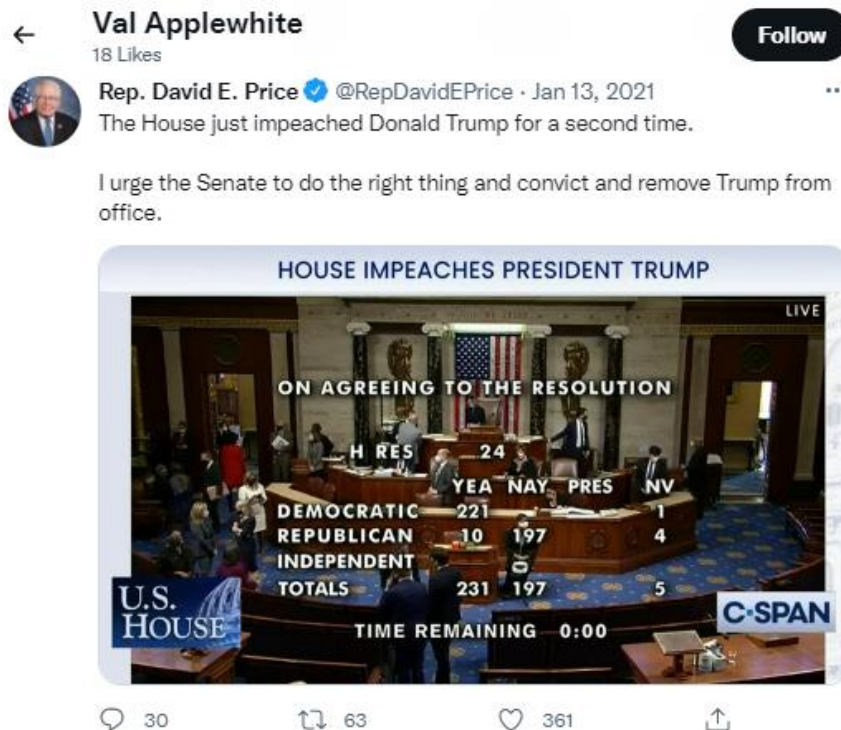 Val Applewhite
18 Likes
Follow
Rep. David E. Price @RepDavidEPrice · Jan 13, 2021
The House just impeached Donald Trump for a second time.
I urge the Senate to do the right thing and convict and remove Trump from
office.
HOUSE IMPEACHES PRESIDENT TRUMP
LIVE
ON AGREEING TO THE RESOLUTION
H RES 24
YEA NAY PRES NV
DEMOCRATIC 221 1
REPUBLICAN 10 197 4
INDEPENDENT
TOTALS 231 197 5
TIME REMAINING 0:00
U.S.
HOUSE
C-SPAN
30 63 361